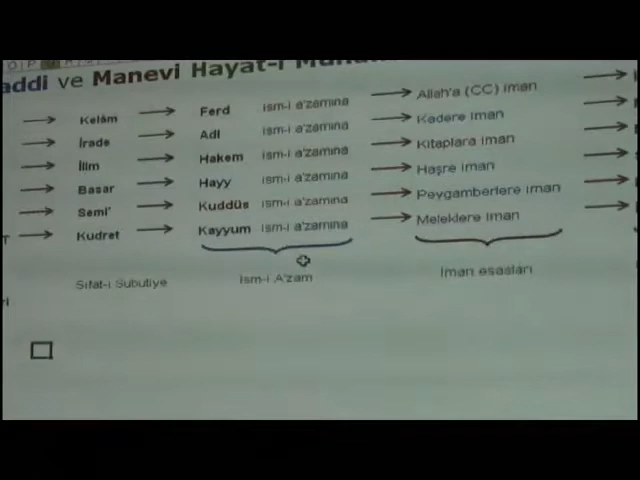 addi ve Manevi Hayat-i
Kelâm Ferd ism-i a'zamına Allah'a (CC) iman
İrade Adl ism-i a'zamına Kadere iman
İlim Hakem ism-i a'zamına Kitaplara iman
Basar Hayy ism-i a'zamına Haşre iman
Semi' Kuddüs ism-i a'zamına Peygamberlere iman
T Kudret Kayyum ism-i a'zamına Meleklere iman
Sıfat-ı Subutiye İsm-i A'zam İman esasları
ri